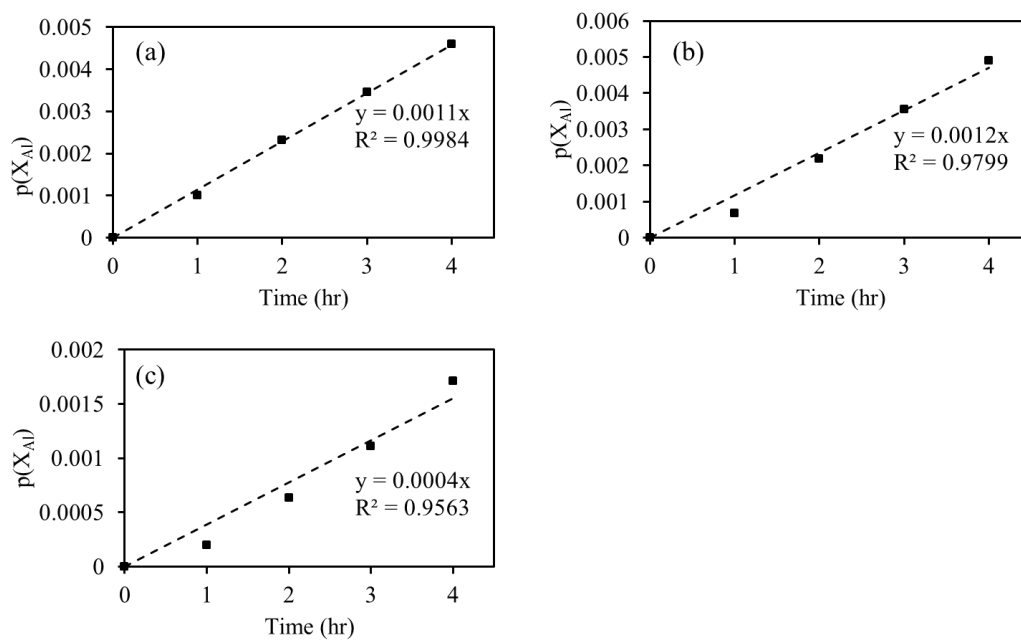 (a)
0.005
0.004
0.003
0.002
0.001
0
p(X_Al)
y = 0.0011x
R² = 0.9984
0 1 2 3 4
Time (hr)
(b)
0.006
0.005
0.004
0.003
0.002
0.001
0
p(X_Al)
y = 0.0012x
R² = 0.9799
0 1 2 3 4
Time (hr)
(c)
0.002
0.0015
0.001
0.0005
0
p(X_Al)
y = 0.0004x
R² = 0.9563
0 1 2 3 4
Time (hr)